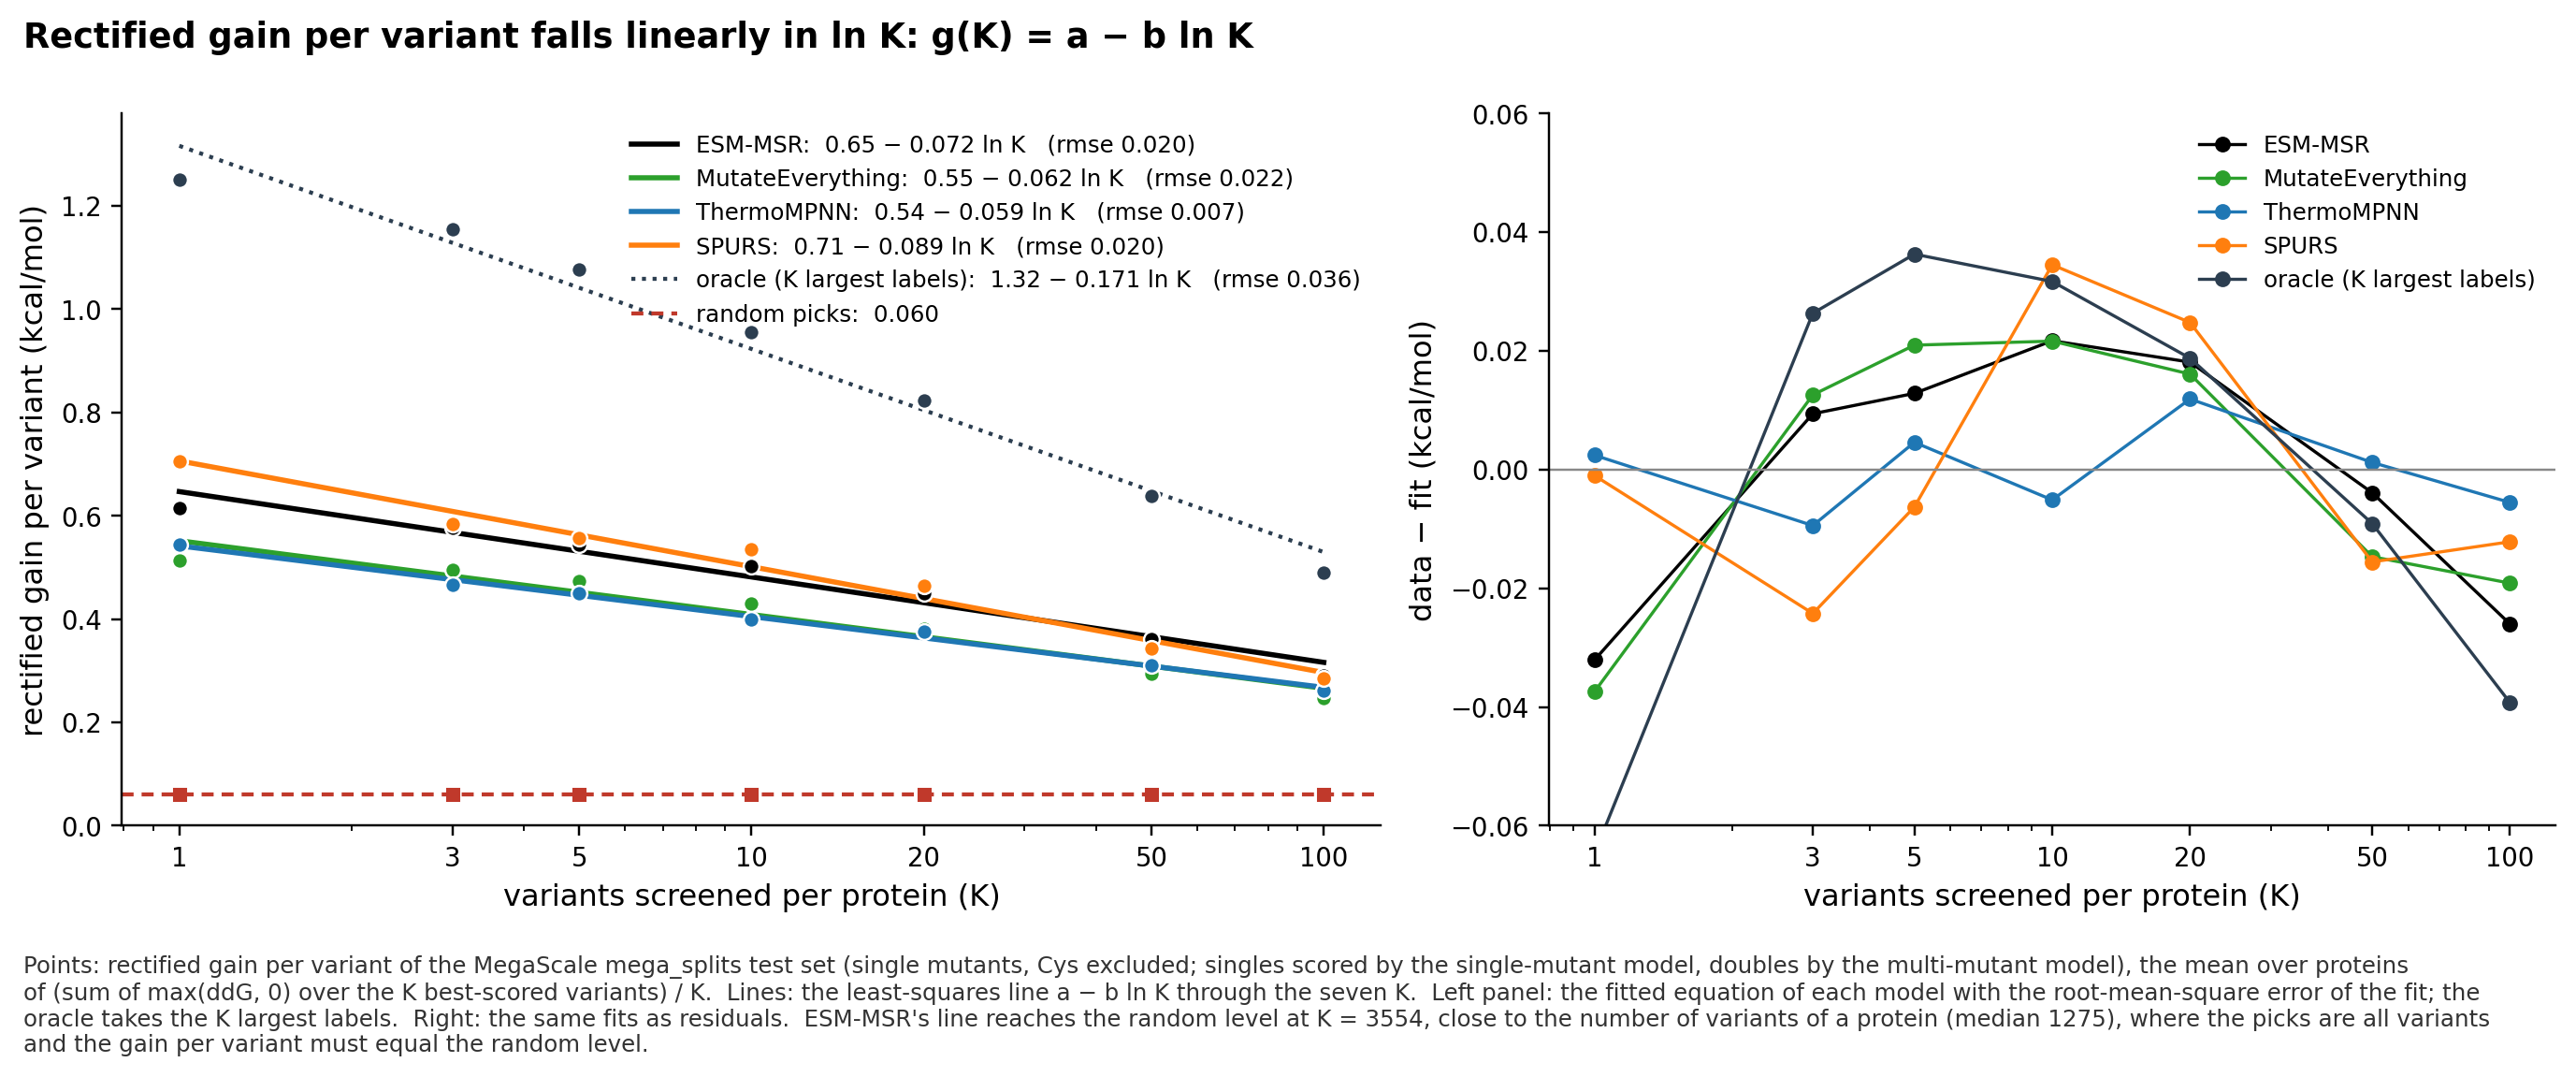 Rectified gain per variant falls linearly in ln K: g(K) = a − b ln K
rectified gain per variant (kcal/mol)
1.2
1.0
0.8
0.6
0.4
0.2
0.0
ESM-MSR:  0.65 − 0.072 ln K   (rmse 0.020)
MutateEverything:  0.55 − 0.062 ln K   (rmse 0.022)
ThermoMPNN:  0.54 − 0.059 ln K   (rmse 0.007)
SPURS:  0.71 − 0.089 ln K   (rmse 0.020)
oracle (K largest labels):  1.32 − 0.171 ln K   (rmse 0.036)
random picks:  0.060
1 3 5 10 20 50 100
variants screened per protein (K)
data − fit (kcal/mol)
0.06
0.04
0.02
0.00
−0.02
−0.04
−0.06
ESM-MSR
MutateEverything
ThermoMPNN
SPURS
oracle (K largest labels)
1 3 5 10 20 50 100
variants screened per protein (K)
Points: rectified gain per variant of the MegaScale mega_splits test set (single mutants, Cys excluded; singles scored by the single-mutant model, doubles by the multi-mutant model), the mean over proteins
of (sum of max(ddG, 0) over the K best-scored variants) / K.  Lines: the least-squares line a − b ln K through the seven K.  Left panel: the fitted equation of each model with the root-mean-square error of the fit; the
oracle takes the K largest labels.  Right: the same fits as residuals.  ESM-MSR's line reaches the random level at K = 3554, close to the number of variants of a protein (median 1275), where the picks are all variants
and the gain per variant must equal the random level.